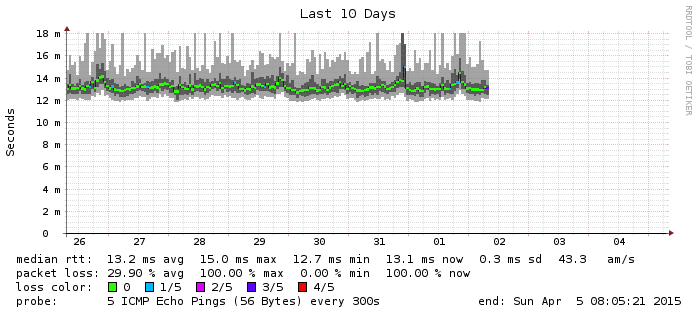 Last 10 Days
RRDTOOL / TOBI OETIKER
Seconds
18 m
16 m
14 m
12 m
10 m
8 m
6 m
4 m
2 m
0
26 27 28 29 30 31 01 02 03 04
median rtt: 13.2 ms avg 15.0 ms max 12.7 ms min 13.1 ms now 0.3 ms sd 43.3 am/s
packet loss: 29.90 % avg 100.00 % max 0.00 % min 100.00 % now
loss color: 0 1/5 2/5 3/5 4/5
probe: 5 ICMP Echo Pings (56 Bytes) every 300s end: Sun Apr 5 08:05:21 2015